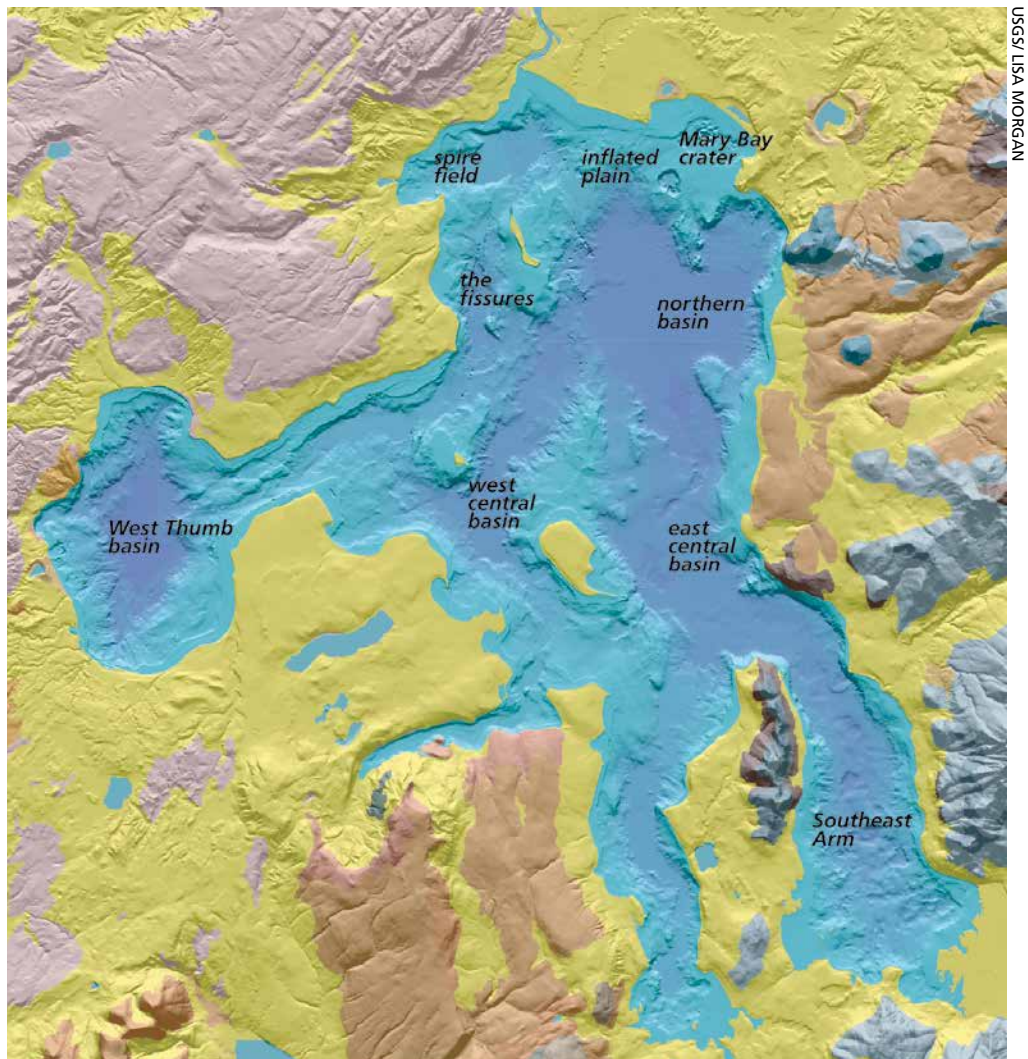 USGS/ LISA MORGAN
spire
field
inflated
plain
Mary Bay
crater
the
fissures
northern
basin
west
central
basin
West Thumb
basin
east
central
basin
Southeast
Arm